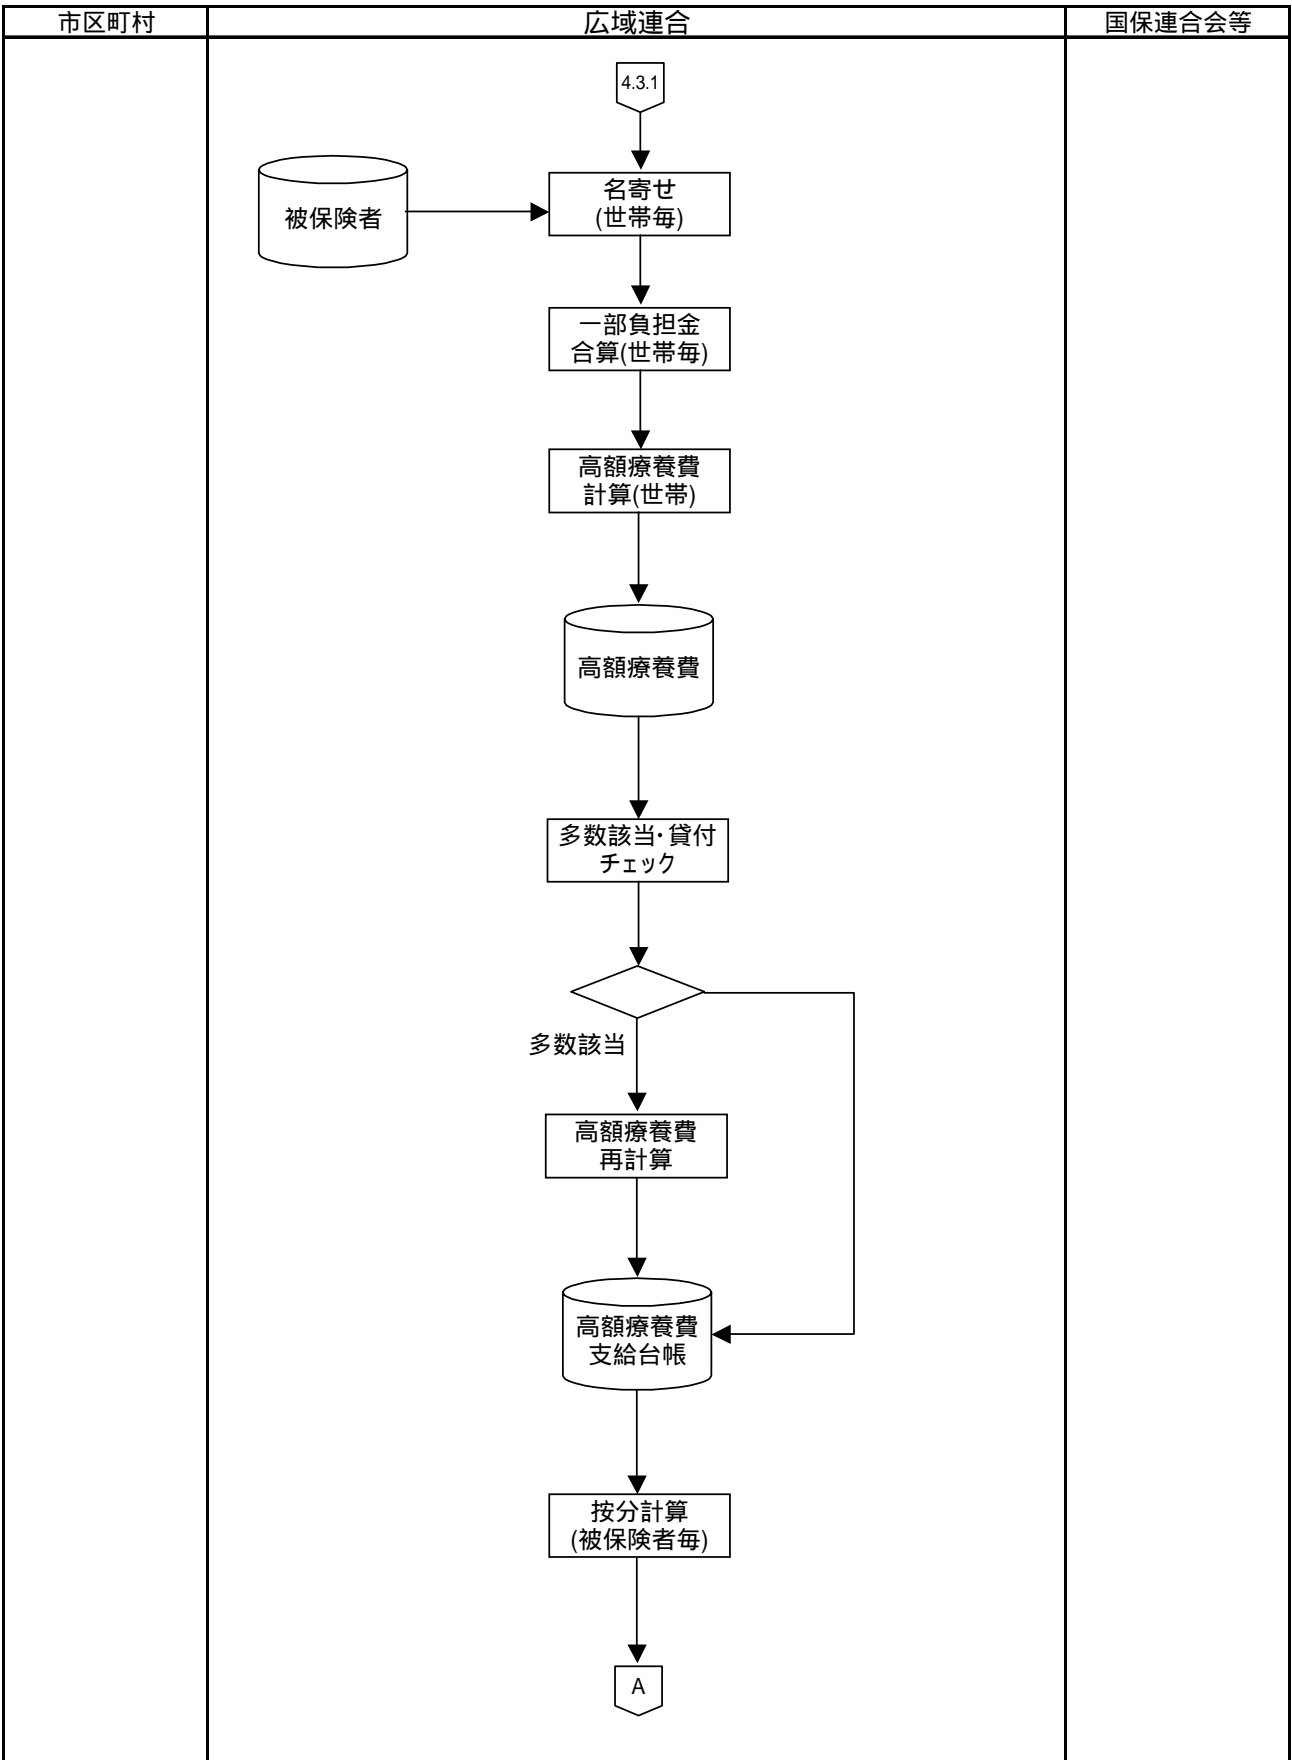 市区町村
広域連合
国保連合会等
4.3.1
被保険者
名寄せ
(世帯毎)
一部負担金
合算(世帯毎)
高額療養費
計算(世帯)
高額療養費
多数該当・貸付
チェック
多数該当
高額療養費
再計算
高額療養費
支給台帳
按分計算
(被保険者毎)
A